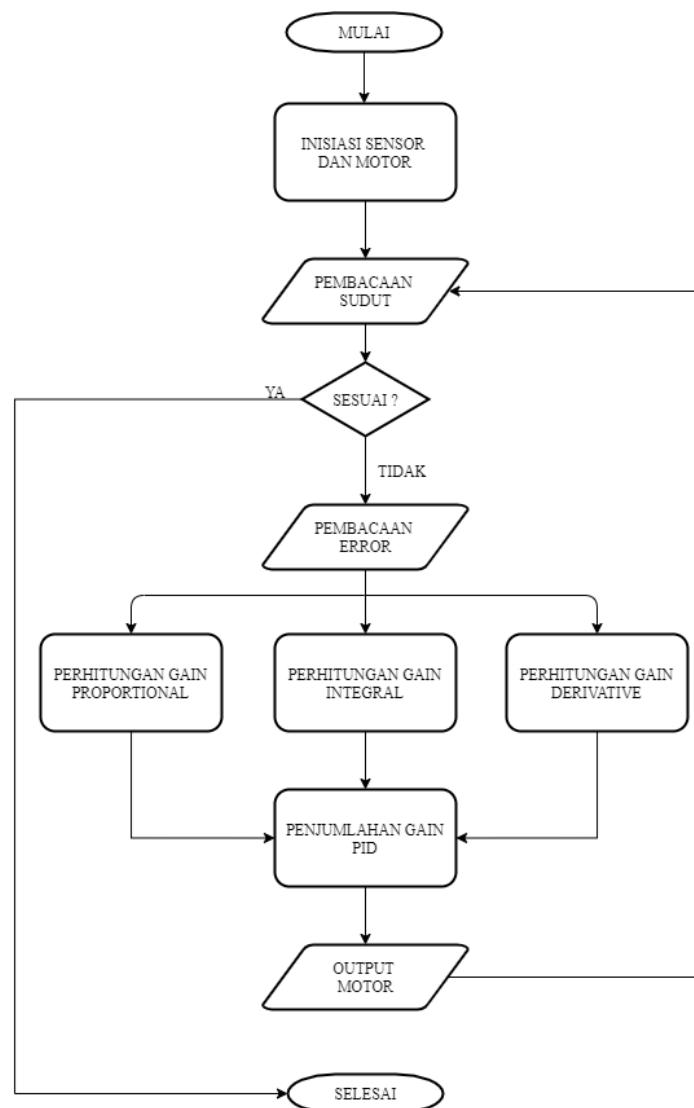 MULAI
INISIASI SENSOR
DAN MOTOR
PEMBACAAN
SUDUT
YA
SESUAI ?
TIDAK
PEMBACAAN
ERROR
PERHITUNGAN GAIN
PROPORTIONAL
PERHITUNGAN GAIN
INTEGRAL
PERHITUNGAN GAIN
DERIVATIVE
PENJUMLAHAN GAIN
PID
OUTPUT
MOTOR
SELESAI